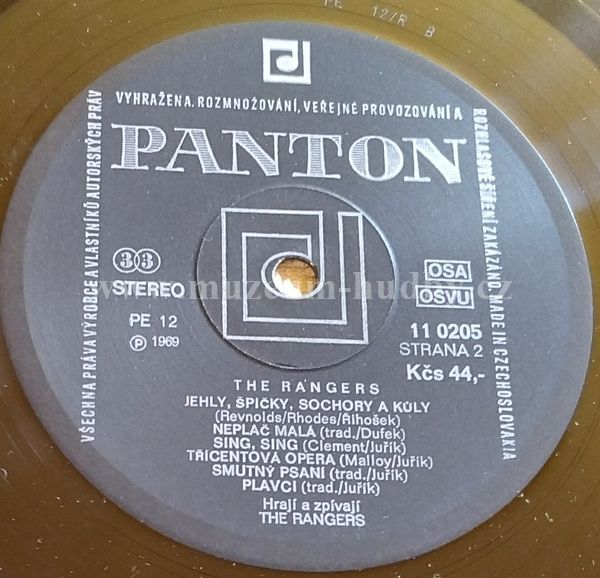 PE 12/R B
VŠECHNA PRÁVA VÝROBCE A VLASTNÍKŮ AUTORSKÝCH PRÁV
VYHRAŽENA. ROZMNOŽOVÁNÍ, VEŘEJNÉ PROVOZOVÁNÍ A
ROZHLASOVÉ ŠÍŘENÍ ZAKÁZÁNO. MADE IN CZECHOSLOVAKIA
PANTON
33
STEREO
PE 12
Ⓟ 1969
OSA
OSVU
11 0205
STRANA 2
Kčs 44,-
www.muzeum-hudby.cz
THE RANGERS
JEHLY, ŠPIČKY, SOCHORY A KŮLY
(Reynolds/Rhodes/Řihošek)
NEPLAČ MALÁ (trad./Dufek)
SING, SING (Clement/Juřík)
TŘÍCENTOVÁ OPERA (Malloy/Juřík)
SMUTNÝ PSANÍ (trad./Juřík)
PLAVCI (trad./Juřík)
Hrají a zpívají
THE RANGERS